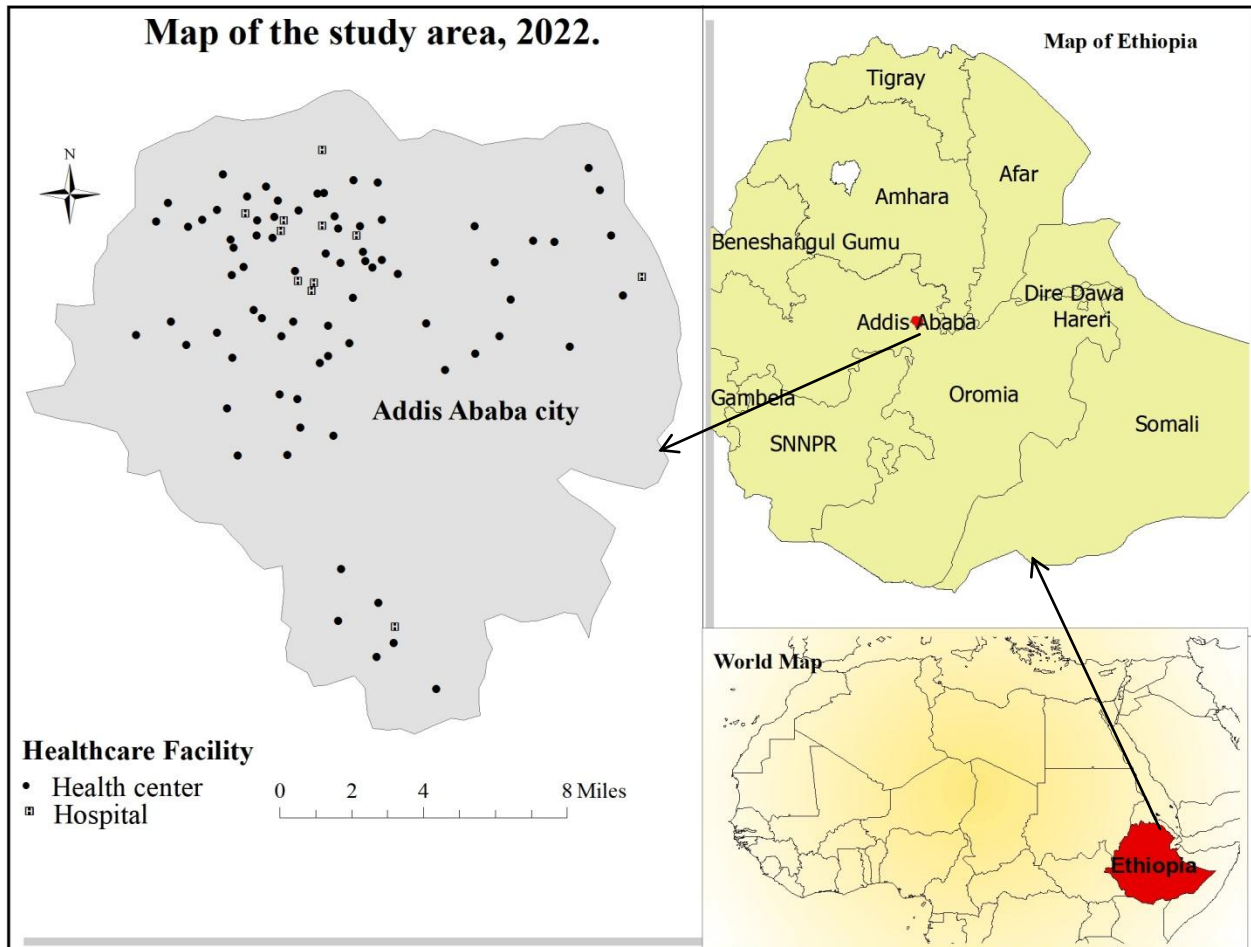 Map of the study area, 2022.
N
Addis Ababa city
Healthcare Facility
Health center
H Hospital
0 2 4 8 Miles
Map of Ethiopia
Tigray
Afar
Amhara
Beneshangul Gumu
Dire Dawa
Hareri
Addis Ababa
Gambela
Oromia
Somali
SNNPR
World Map
Ethiopia